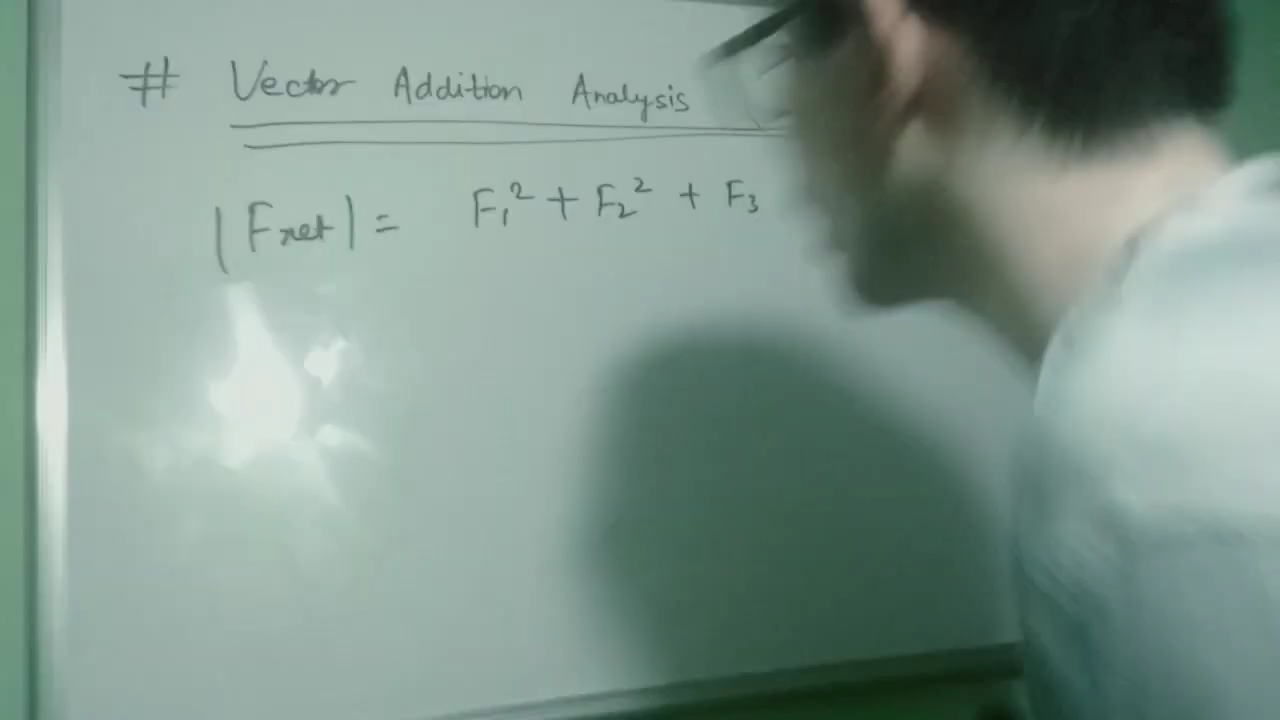 # Vector Addition Analysis
|Fnet| = F₁² + F₂² + F₃